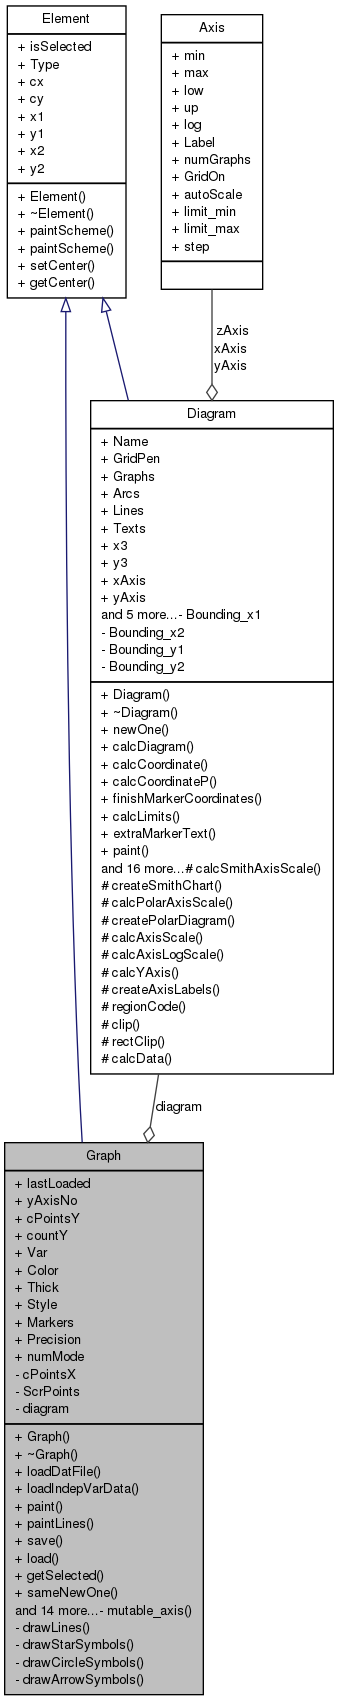 Element
+ isSelected
+ Type
+ cx
+ cy
+ x1
+ y1
+ x2
+ y2
+ Element()
+ ~Element()
+ paintScheme()
+ paintScheme()
+ setCenter()
+ getCenter()
Axis
+ min
+ max
+ low
+ up
+ log
+ Label
+ numGraphs
+ GridOn
+ autoScale
+ limit_min
+ limit_max
+ step
zAxis
xAxis
yAxis
Diagram
+ Name
+ GridPen
+ Graphs
+ Arcs
+ Lines
+ Texts
+ x3
+ y3
+ xAxis
+ yAxis
and 5 more...- Bounding_x1
- Bounding_x2
- Bounding_y1
- Bounding_y2
+ Diagram()
+ ~Diagram()
+ newOne()
+ calcDiagram()
+ calcCoordinate()
+ calcCoordinateP()
+ finishMarkerCoordinates()
+ calcLimits()
+ extraMarkerText()
+ paint()
and 16 more...# calcSmithAxisScale()
# createSmithChart()
# calcPolarAxisScale()
# createPolarDiagram()
# calcAxisScale()
# calcAxisLogScale()
# calcYAxis()
# createAxisLabels()
# regionCode()
# clip()
# rectClip()
# calcData()
diagram
Graph
+ lastLoaded
+ yAxisNo
+ cPointsY
+ countY
+ Var
+ Color
+ Thick
+ Style
+ Markers
+ Precision
+ numMode
- cPointsX
- ScrPoints
- diagram
+ Graph()
+ ~Graph()
+ loadDatFile()
+ loadIndepVarData()
+ paint()
+ paintLines()
+ save()
+ load()
+ getSelected()
+ sameNewOne()
and 14 more...- mutable_axis()
- drawLines()
- drawStarSymbols()
- drawCircleSymbols()
- drawArrowSymbols()